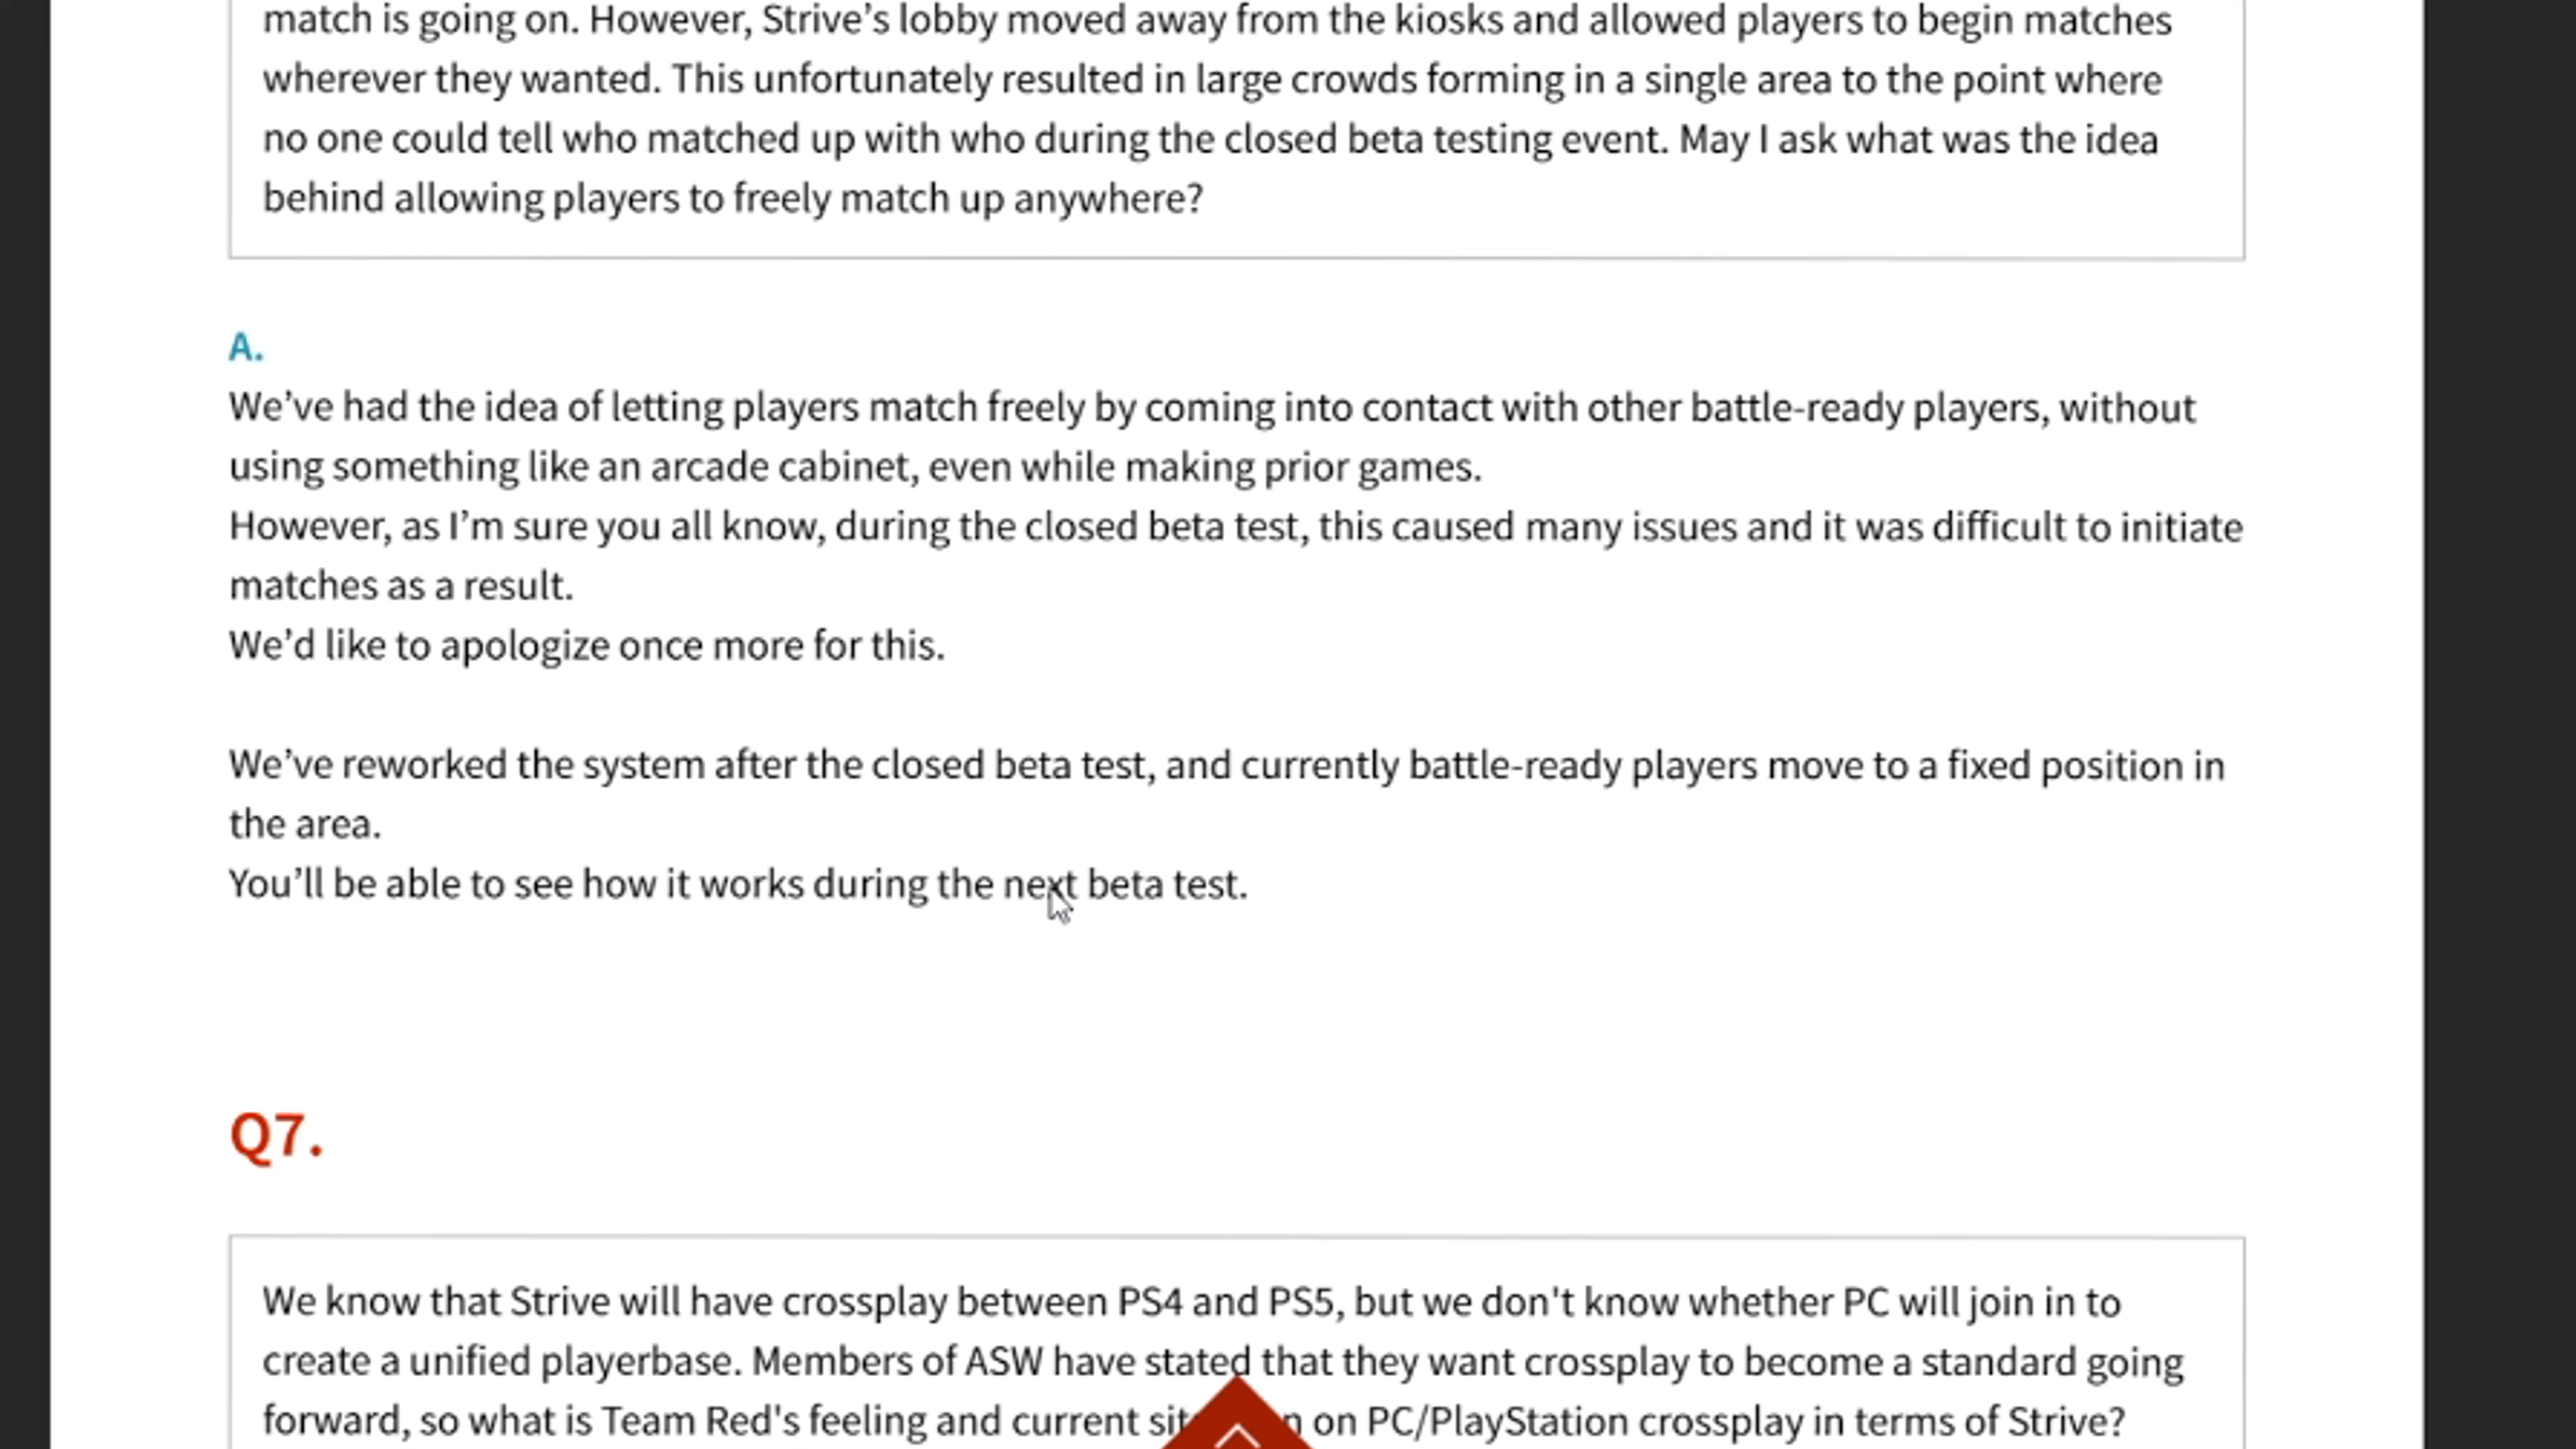 match is going on. However, Strive’s lobby moved away from the kiosks and allowed players to begin matches
wherever they wanted. This unfortunately resulted in large crowds forming in a single area to the point where
no one could tell who matched up with who during the closed beta testing event. May I ask what was the idea
behind allowing players to freely match up anywhere?
A.
We’ve had the idea of letting players match freely by coming into contact with other battle-ready players, without
using something like an arcade cabinet, even while making prior games.
However, as I’m sure you all know, during the closed beta test, this caused many issues and it was difficult to initiate
matches as a result.
We’d like to apologize once more for this.
We’ve reworked the system after the closed beta test, and currently battle-ready players move to a fixed position in
the area.
You’ll be able to see how it works during the next beta test.
Q7.
We know that Strive will have crossplay between PS4 and PS5, but we don't know whether PC will join in to
create a unified playerbase. Members of ASW have stated that they want crossplay to become a standard going
forward, so what is Team Red's feeling and current on PC/PlayStation crossplay in terms of Strive?